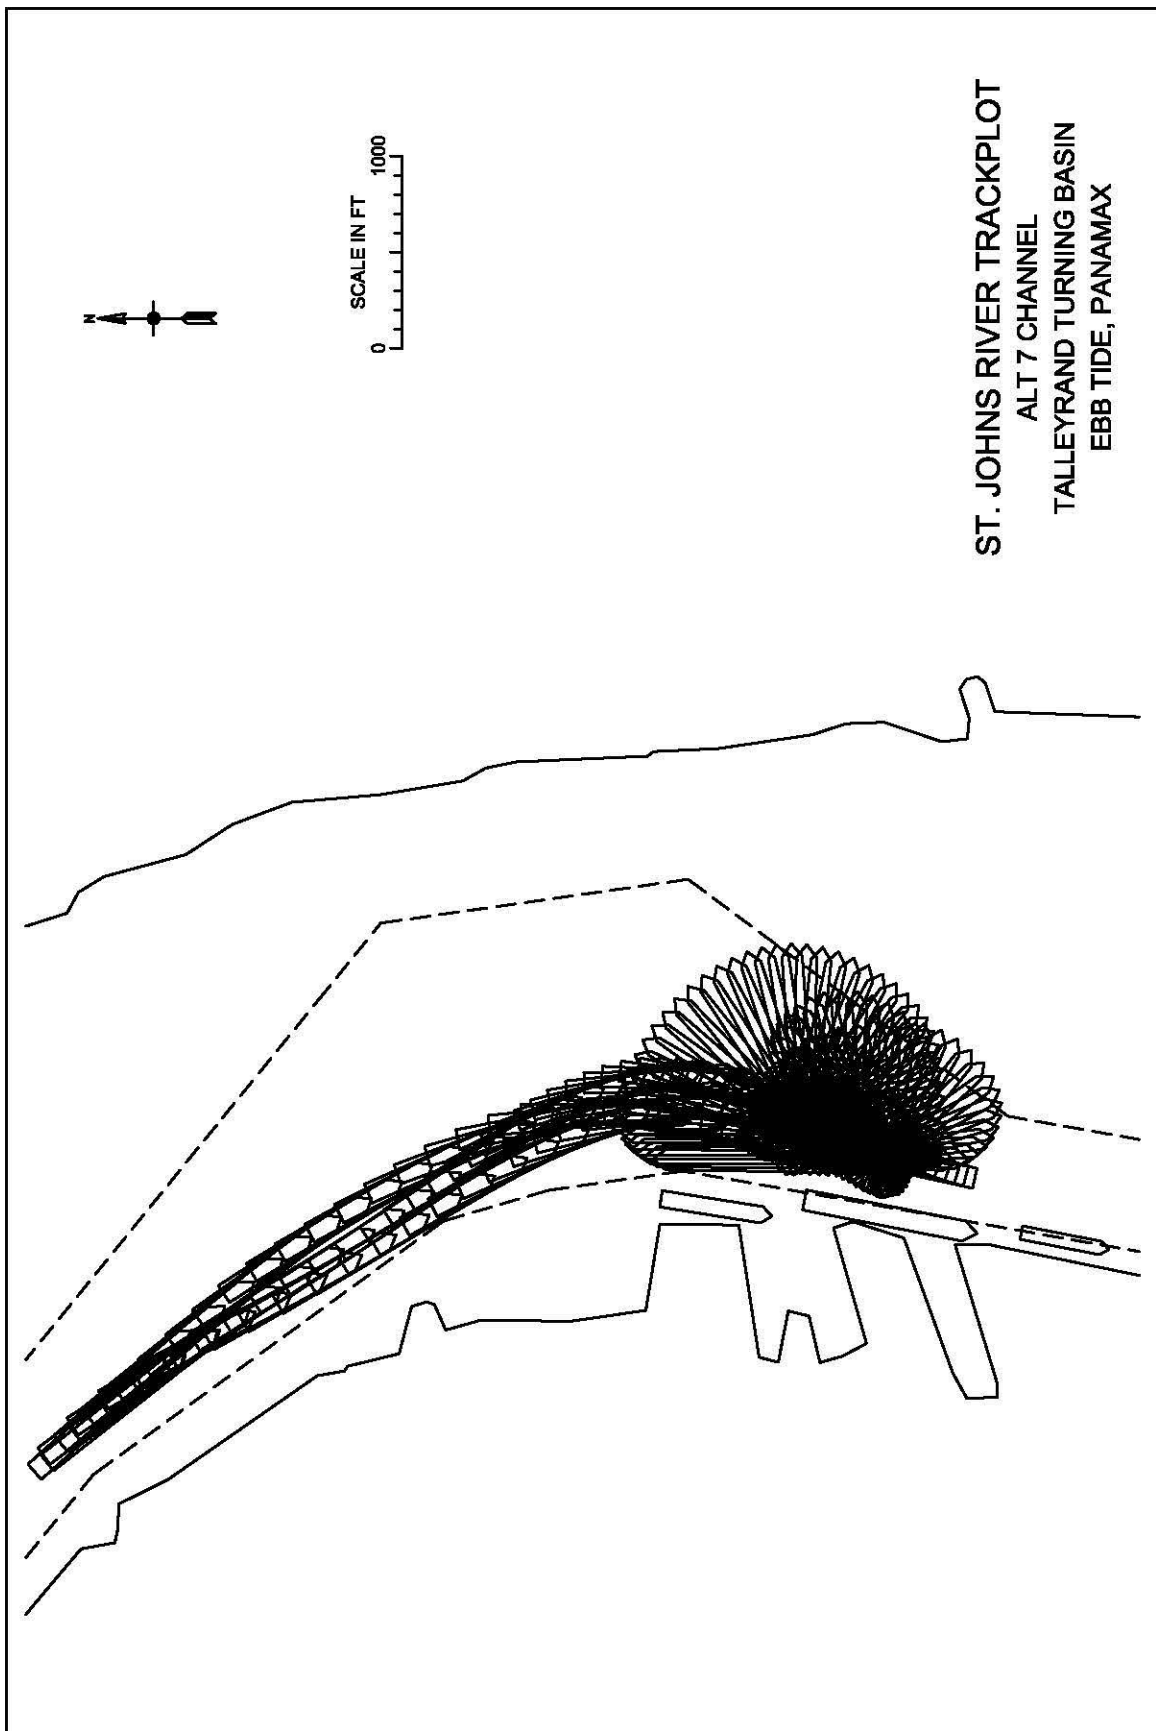 N
SCALE IN FT
0 1000
ST. JOHNS RIVER TRACKPLOT
ALT 7 CHANNEL
TALLEYRAND TURNING BASIN
EBB TIDE, PANAMAX